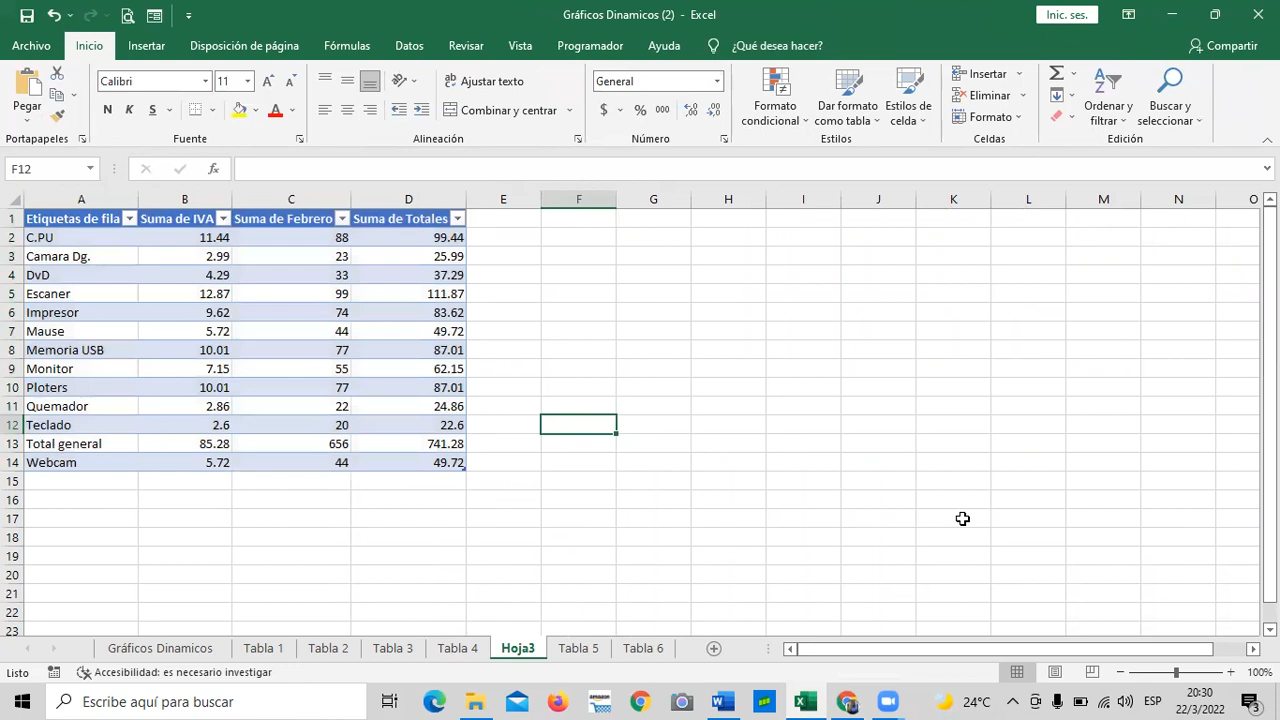 Gráficos Dinamicos (2) - Excel
Inic. ses.
Archivo Inicio Insertar Disposición de página Fórmulas Datos Revisar Vista Programador Ayuda ¿Qué desea hacer? Compartir
Pegar
Calibri 11
N K S
Ajustar texto
Combinar y centrar
General
$ % 000
Formato condicional
Dar formato como tabla
Estilos de celda
Insertar
Eliminar
Formato
Ordenar y filtrar
Buscar y seleccionar
Portapapeles Fuente Alineación Número Estilos Celdas Edición
F12 fx
A B C D E F G H I J K L M N O
1 Etiquetas de fila Suma de IVA Suma de Febrero Suma de Totales
2 C.PU 11.44 88 99.44
3 Camara Dg. 2.99 23 25.99
4 DvD 4.29 33 37.29
5 Escaner 12.87 99 111.87
6 Impresor 9.62 74 83.62
7 Mause 5.72 44 49.72
8 Memoria USB 10.01 77 87.01
9 Monitor 7.15 55 62.15
10 Ploters 10.01 77 87.01
11 Quemador 2.86 22 24.86
12 Teclado 2.6 20 22.6
13 Total general 85.28 656 741.28
14 Webcam 5.72 44 49.72
15
16
17
18
19
20
21
22
23
Gráficos Dinamicos Tabla 1 Tabla 2 Tabla 3 Tabla 4 Hoja3 Tabla 5 Tabla 6
Listo Accesibilidad: es necesario investigar 100%
Escribe aquí para buscar
amazon
24°C ESP
20:30
22/3/2022
3